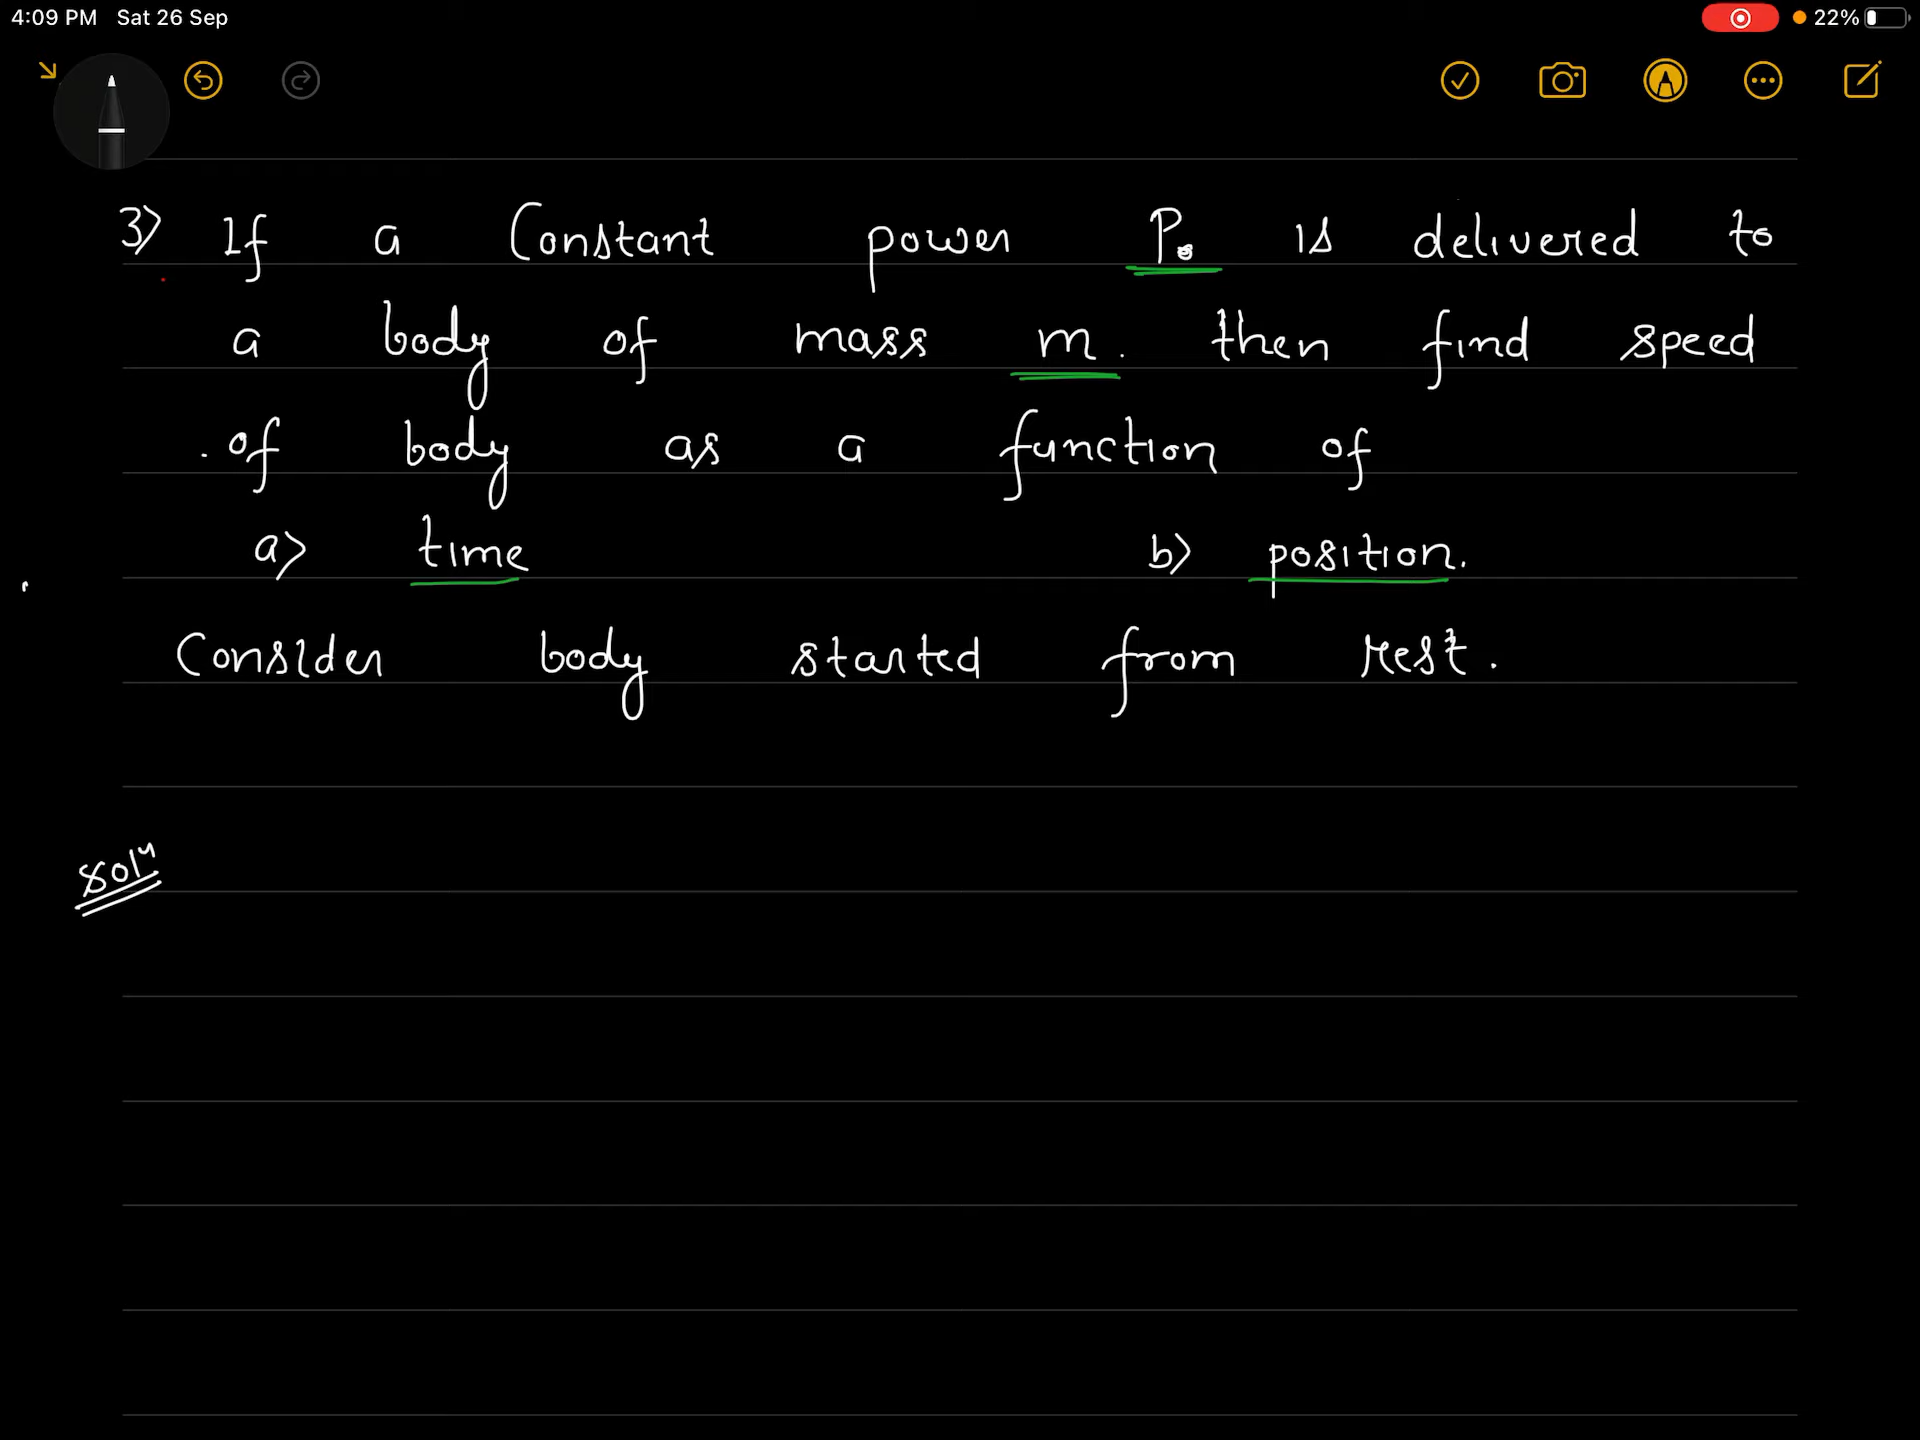 4:09 PM Sat 26 Sep 22%
3) If a Constant power P₀ is delivered to
a body of mass m. then find speed
of body as a function of
a) time b) position.
Consider body started from rest.
solⁿ